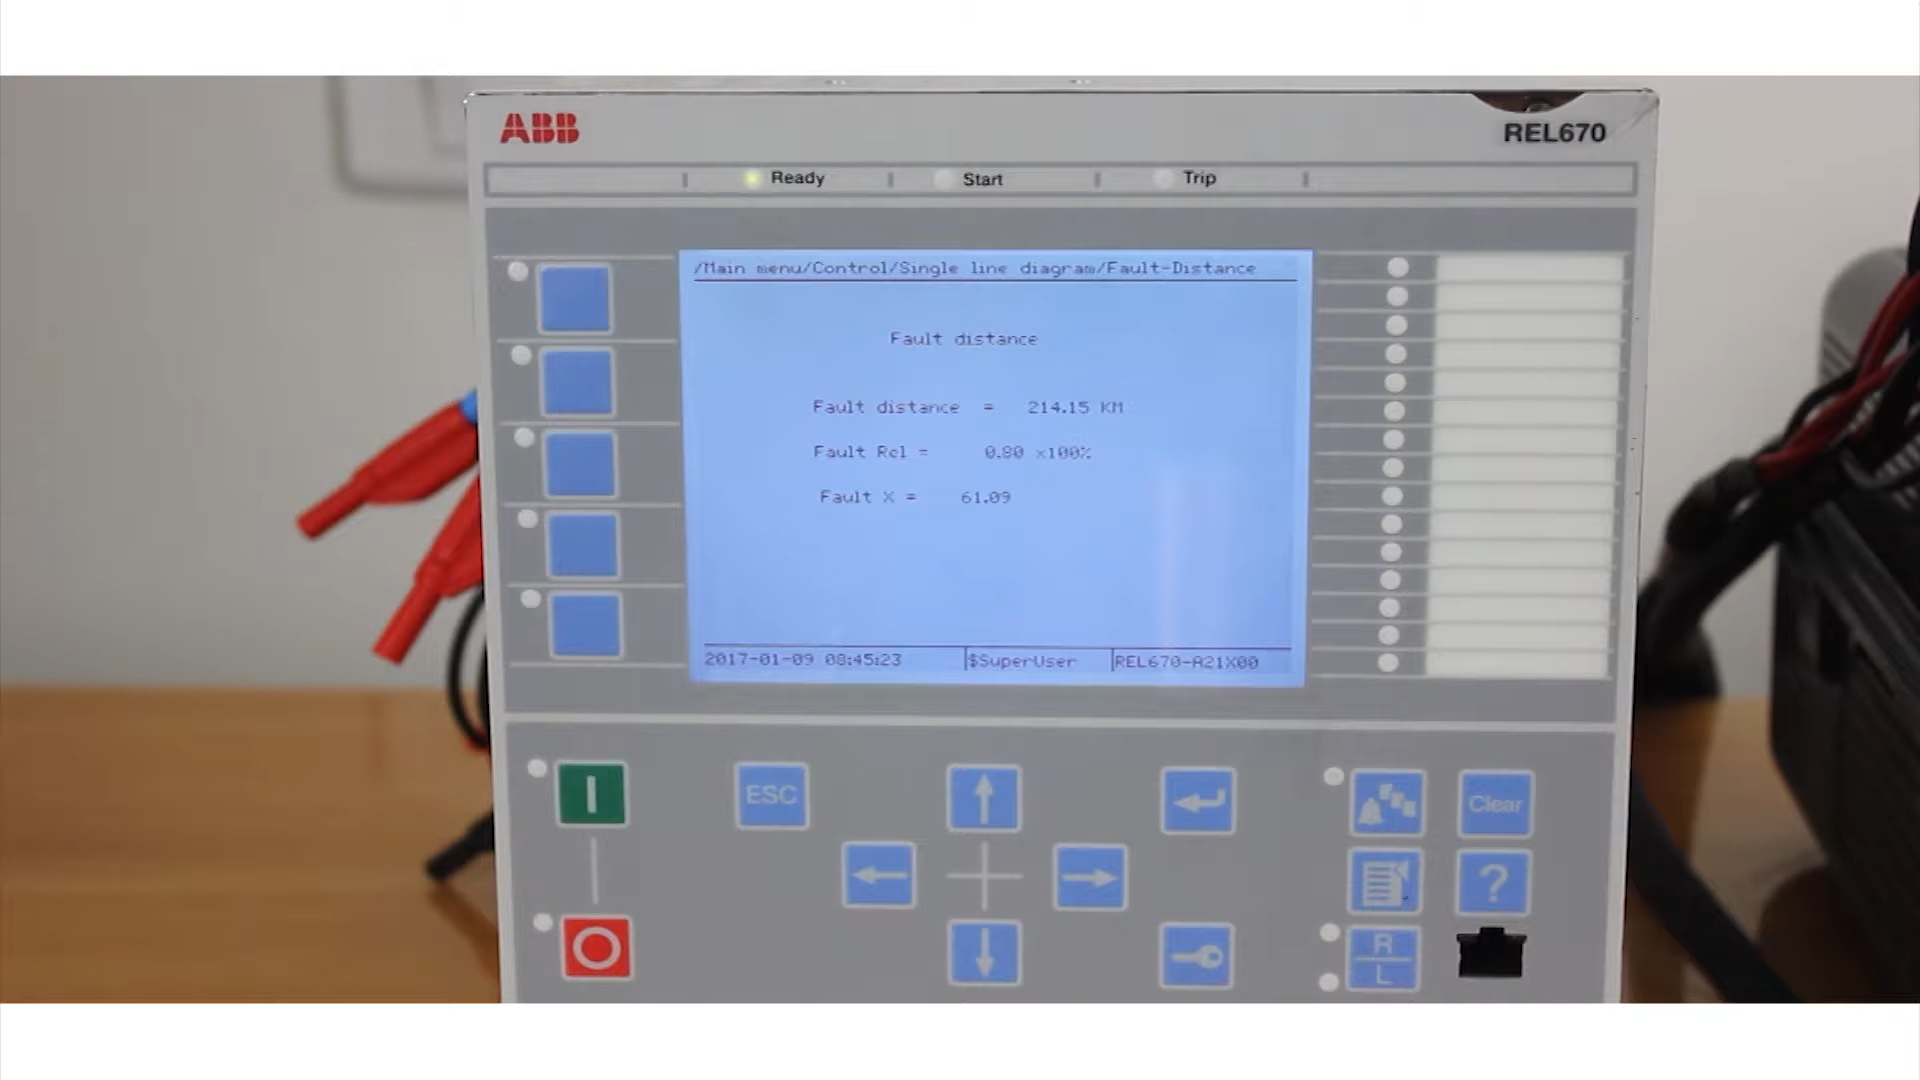 ABB
REL670
Ready
Start
Trip
/Main menu/Control/Single line diagram/Fault-Distance
Fault distance
Fault distance = 214.15 KM
Fault Rel = 0.80 x100%
Fault X = 61.09
2017-01-09 08:45:23
$SuperUser
REL670-A21X00
I
ESC
Clear
?
O
R
L